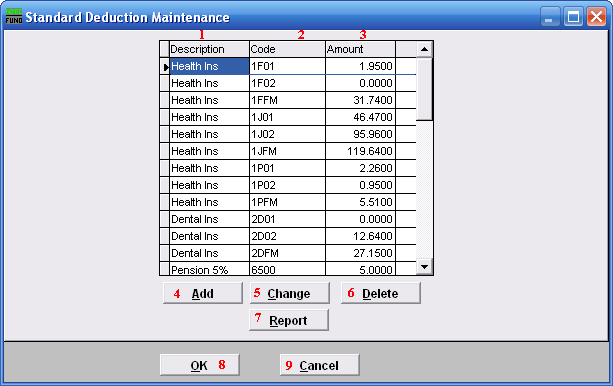 FUND Standard Deduction Maintenance
1 2 3
Description Code Amount
Health Ins 1F01 1.9500
Health Ins 1F02 0.0000
Health Ins 1FFM 31.7400
Health Ins 1J01 46.4700
Health Ins 1J02 95.9600
Health Ins 1JFM 119.6400
Health Ins 1P01 2.2600
Health Ins 1P02 0.9500
Health Ins 1PFM 5.5100
Dental Ins 2D01 0.0000
Dental Ins 2D02 12.6400
Dental Ins 2DFM 27.1500
Pension 5% 6500 5.0000
4 Add 5 Change 6 Delete
7 Report
OK 8 9 Cancel